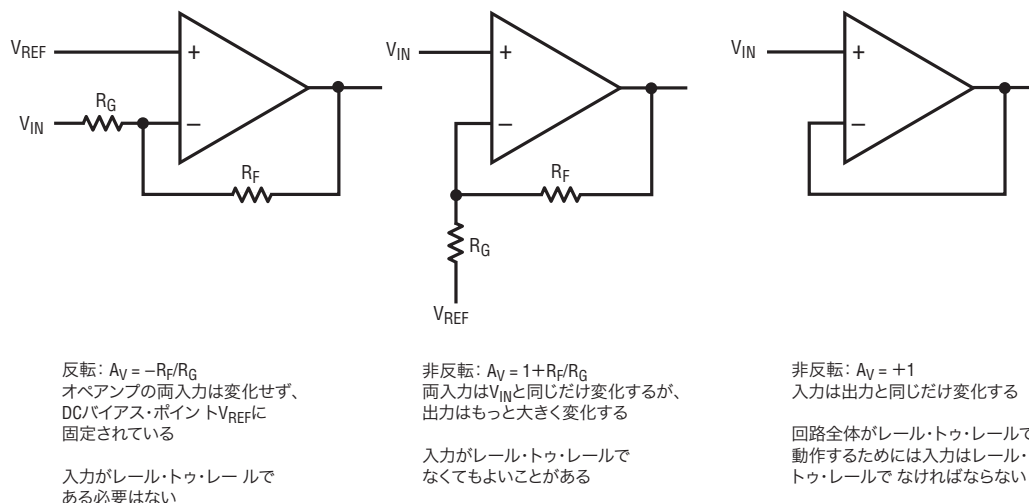 VREF
RG
VIN
+
−
RF
VIN
+
−
RF
RG
VREF
VIN
+
−
反転: AV = −RF/RG
オペアンプの両入力は変化せず、
DCバイアス・ポイントVREFに
固定されている
入力がレール・トゥ・レー ルで
ある必要はない
非反転: AV = 1+RF/RG
両入力はVINと同じだけ変化するが、
出力はもっと大きく変化する
入力がレール・トゥ・レールで
なくてもよいことがある
非反転: AV = +1
入力は出力と同じだけ変化する
回路全体がレール・トゥ・レールで
動作するためには入力はレール・
トゥ・レールで なければならない